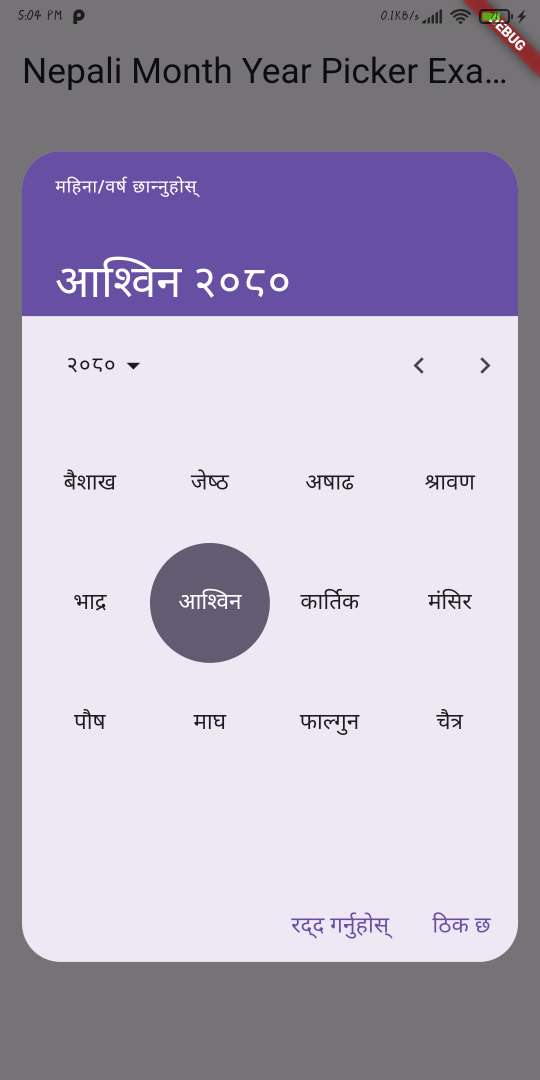 5:04 PM
0.1KB/s 71
DEBUG
Nepali Month Year Picker Exa...
महिना/वर्ष छान्नुहोस्
आश्विन २०८०
२०८०
बैशाख जेष्ठ अषाढ श्रावण
भाद्र आश्विन कार्तिक मंसिर
पौष माघ फाल्गुन चैत्र
रद्द गर्नुहोस् ठिक छ